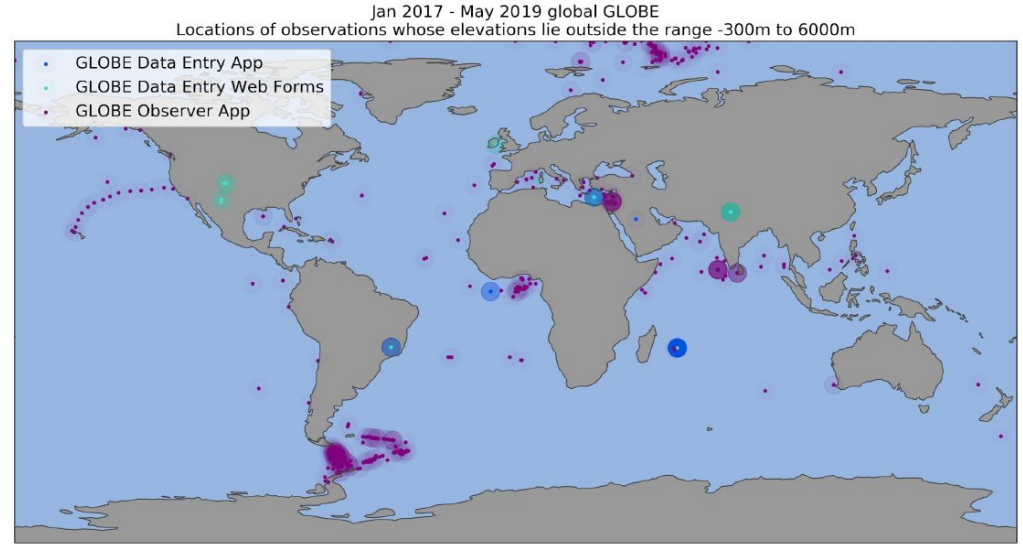 Jan 2017 - May 2019 global GLOBE
Locations of observations whose elevations lie outside the range -300m to 6000m
GLOBE Data Entry App
GLOBE Data Entry Web Forms
GLOBE Observer App